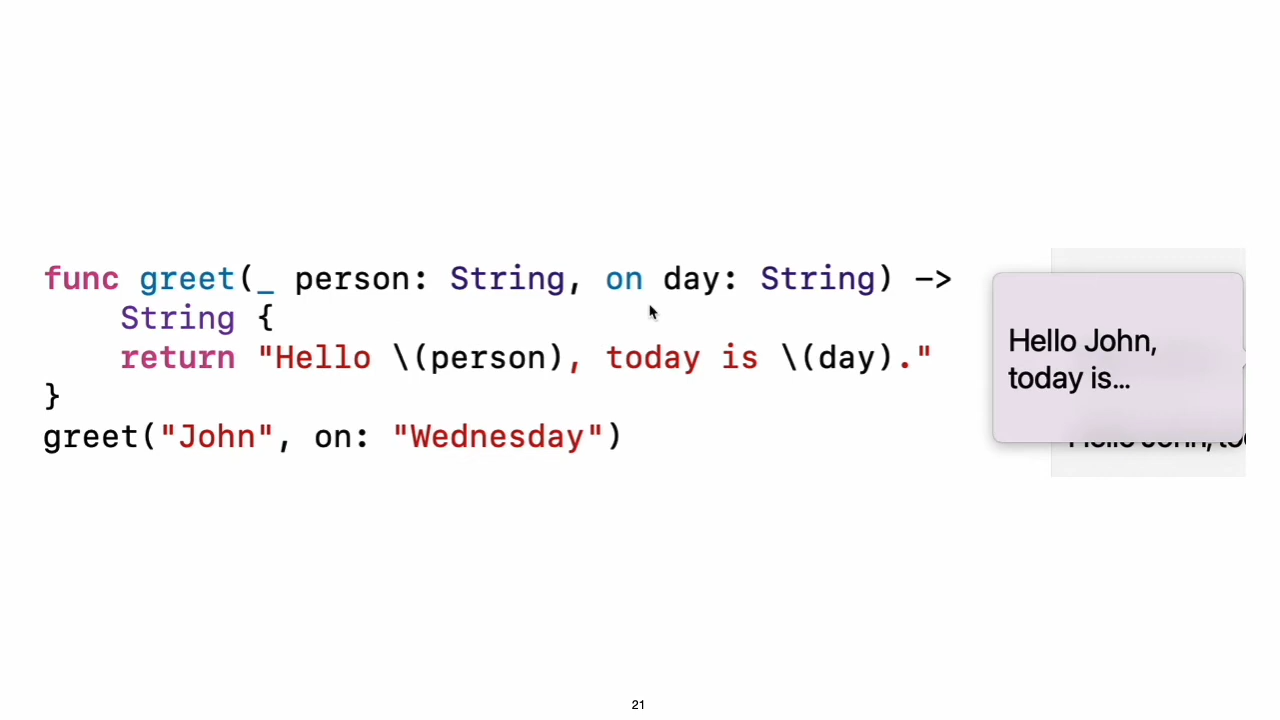 func greet(_ person: String, on day: String) ->
    String {
    return "Hello \(person), today is \(day)."
}
greet("John", on: "Wednesday")
Hello John,
today is…
21